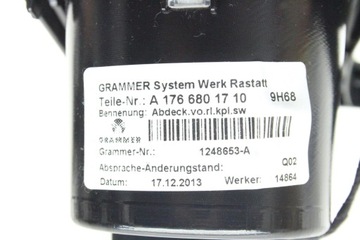 GRAMMER System Werk Rastatt
Teile-Nr.: A 176 680 17 10 9H68
Benennung: Abdeck.vo.rl.kpl.sw
GRAMMER
Grammer-Nr.: 1248653-A
Absprache-Änderungstand: Q02
Datum: 17.12.2013 Werker: 14864